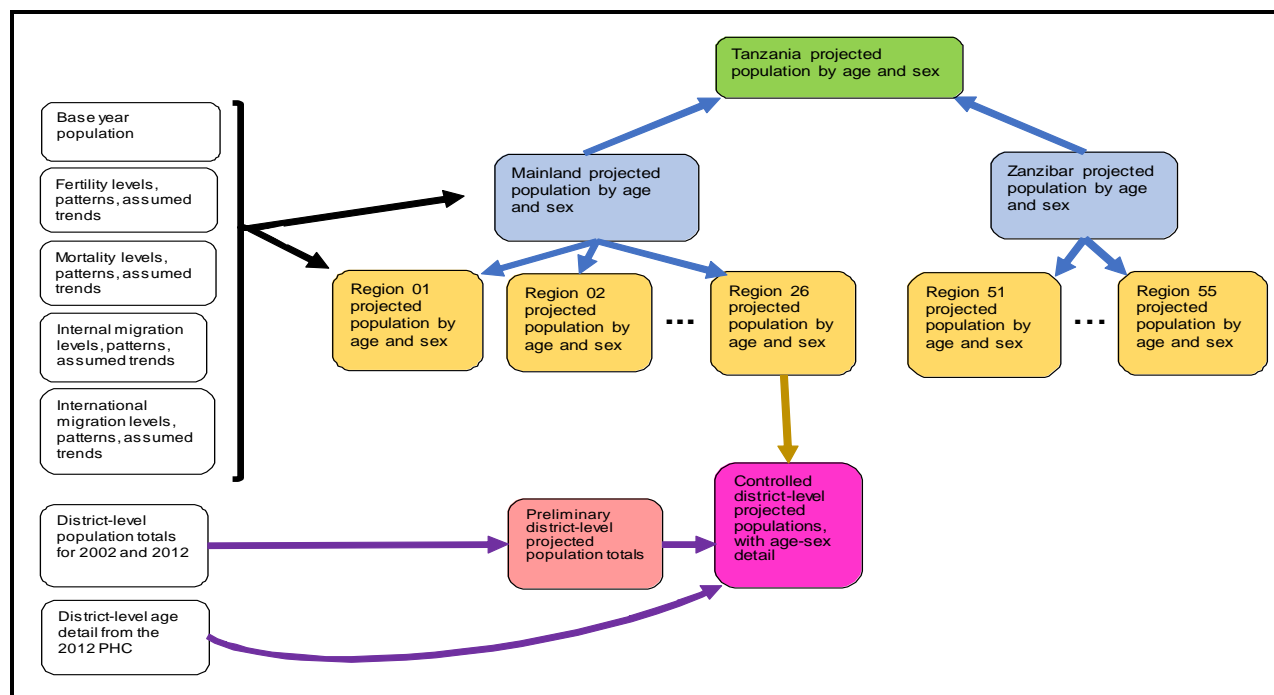 Tanzania projected
population by age and sex
Base year
population
Fertility levels,
patterns, assumed
trends
Mortality levels,
patterns, assumed
trends
Internal migration
levels, patterns,
assumed trends
International
migration levels,
patterns, assumed
trends
Mainland projected
population by age
and sex
Zanzibar projected
population by age
and sex
Region 01
projected
population by
age and sex
Region 02
projected
population by
age and sex
...
Region 26
projected
population by
age and sex
Region 51
projected
population by
age and sex
...
Region 55
projected
population by
age and sex
District-level
population totals
for 2002 and 2012
Preliminary
district-level
projected
population totals
Controlled
district-level
projected
populations,
with age-sex
detail
District-level age
detail from the
2012 PHC